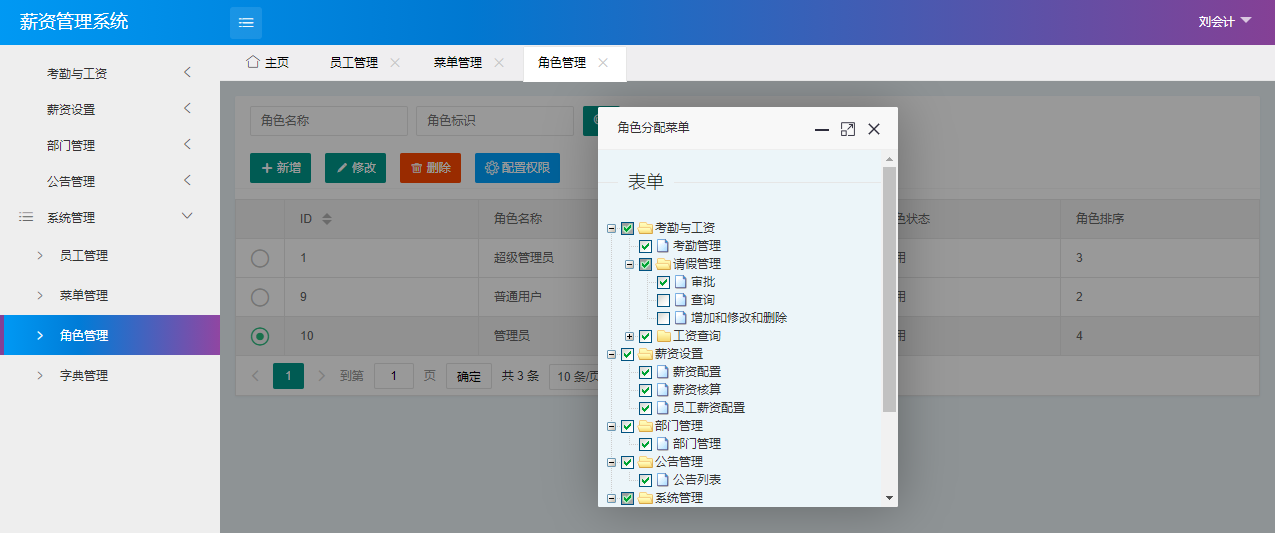 薪资管理系统
刘会计
主页 员工管理 菜单管理 角色管理
考勤与工资
薪资设置
部门管理
公告管理
系统管理
员工管理
菜单管理
角色管理
字典管理
角色名称 角色标识
新增 修改 删除 配置权限
ID 角色名称 色状态 角色排序
1 超级管理员 用 3
9 普通用户 用 2
10 管理员 用 4
1 到第 1 页 确定 共 3 条 10 条/页
角色分配菜单
表单
考勤与工资
考勤管理
请假管理
审批
查询
增加和修改和删除
工资查询
薪资设置
薪资配置
薪资核算
员工薪资配置
部门管理
部门管理
公告管理
公告列表
系统管理